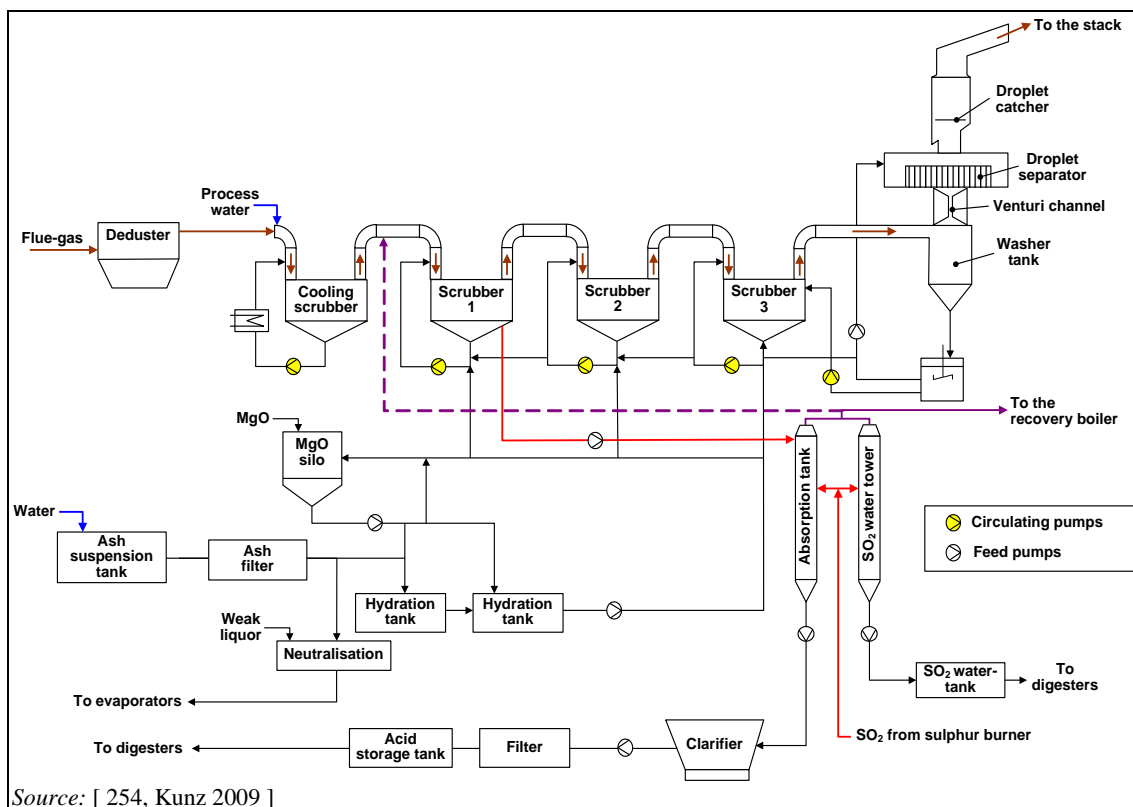 To the stack
Droplet
catcher
Droplet
separator
Venturi channel
Washer
tank
Process
water
Flue-gas
Deduster
Cooling
scrubber
Scrubber
1
Scrubber
2
Scrubber
3
To the
recovery boiler
MgO
MgO
silo
Absorption tank
SO2 water tower
Circulating pumps
Feed pumps
Water
Ash
suspension
tank
Ash
filter
Hydration
tank
Hydration
tank
Weak
liquor
Neutralisation
To evaporators
SO2 water-
tank
To
digesters
SO2 from sulphur burner
To digesters
Acid
storage tank
Filter
Clarifier
Source: [ 254, Kunz 2009 ]